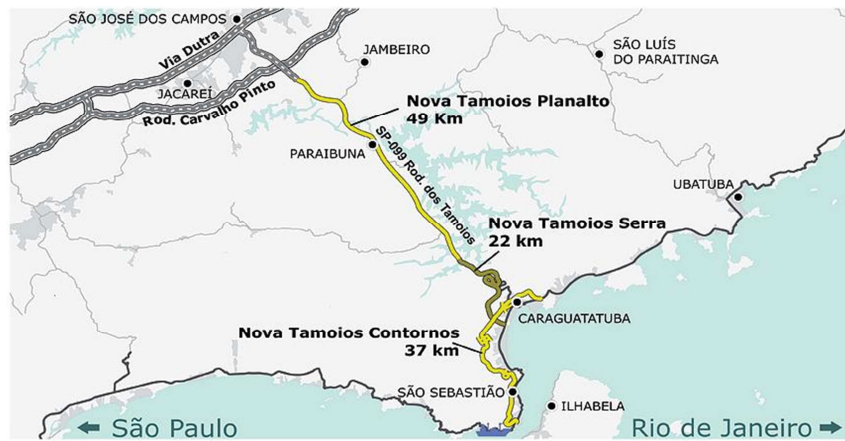 SÃO JOSÉ DOS CAMPOS
Via Dutra
JAMBEIRO
SÃO LUÍS
DO PARAITINGA
JACAREÍ
Rod. Carvalho Pinto
Nova Tamoios Planalto
49 Km
PARAIBUNA
SP-099 Rod. dos Tamoios
UBATUBA
Nova Tamoios Serra
22 km
CARAGUATATUBA
Nova Tamoios Contornos
37 km
SÃO SEBASTIÃO
ILHABELA
São Paulo
Rio de Janeiro